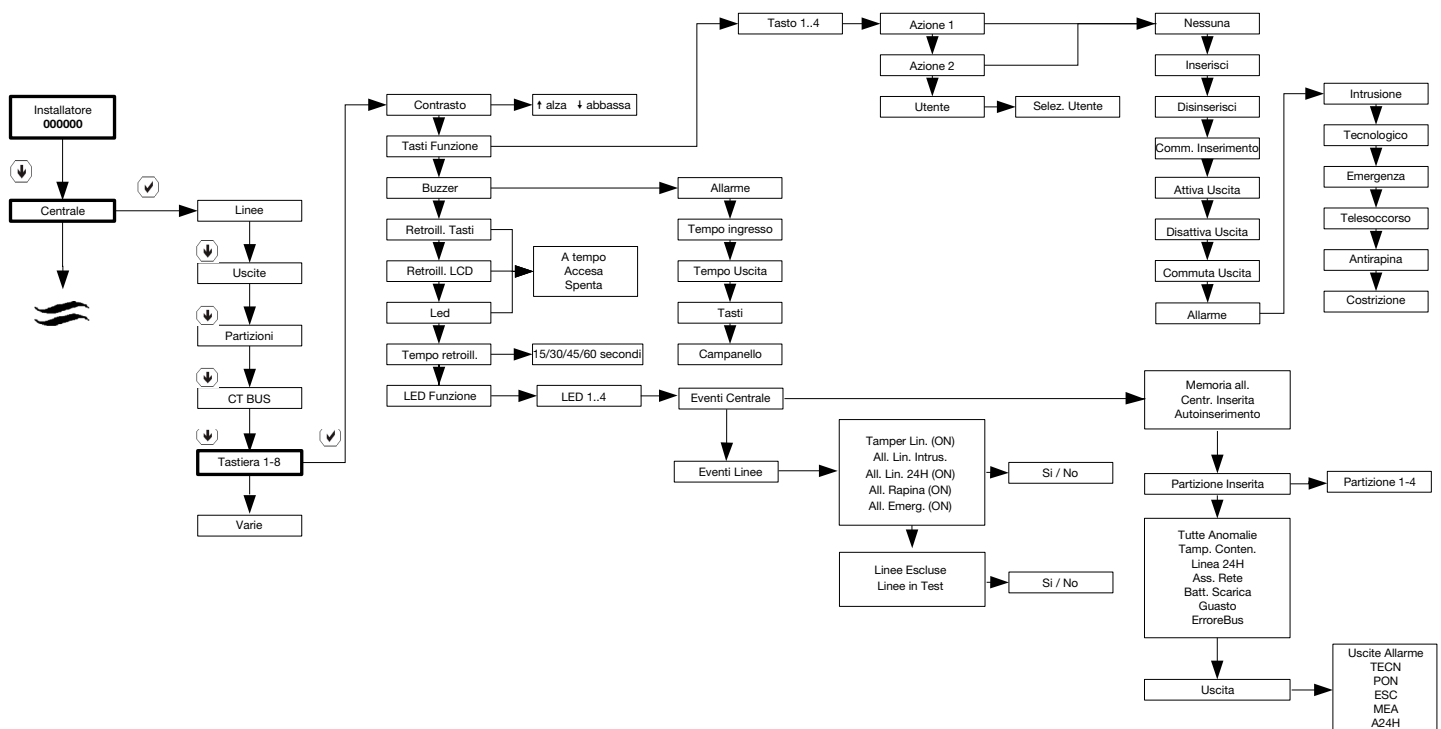 Installatore
000000
Centrale
Linee
Uscite
Partizioni
CT BUS
Tastiera 1-8
Varie
Contrasto
↑ alza ↓ abbassa
Tasti Funzione
Buzzer
Retroill. Tasti
Retroill. LCD
Led
A tempo
Accesa
Spenta
Tempo retroill.
15/30/45/60 secondi
LED Funzione
LED 1..4
Tasto 1..4
Azione 1
Azione 2
Utente
Selez. Utente
Nessuna
Inserisci
Disinserisci
Comm. Inserimento
Attiva Uscita
Disattiva Uscita
Commuta Uscita
Allarme
Intrusione
Tecnologico
Emergenza
Telesoccorso
Antirapina
Costrizione
Allarme
Tempo ingresso
Tempo Uscita
Tasti
Campanello
Eventi Centrale
Eventi Linee
Tamper Lin. (ON)
All. Lin. Intrus.
All. Lin. 24H (ON)
All. Rapina (ON)
All. Emerg. (ON)
Si / No
Linee Escluse
Linee in Test
Si / No
Memoria all.
Centr. Inserita
Autoinserimento
Partizione Inserita
Partizione 1-4
Tutte Anomalie
Tamp. Conten.
Linea 24H
Ass. Rete
Batt. Scarica
Guasto
ErroreBus
Uscita
Uscite Allarme
TECN
PON
ESC
MEA
A24H